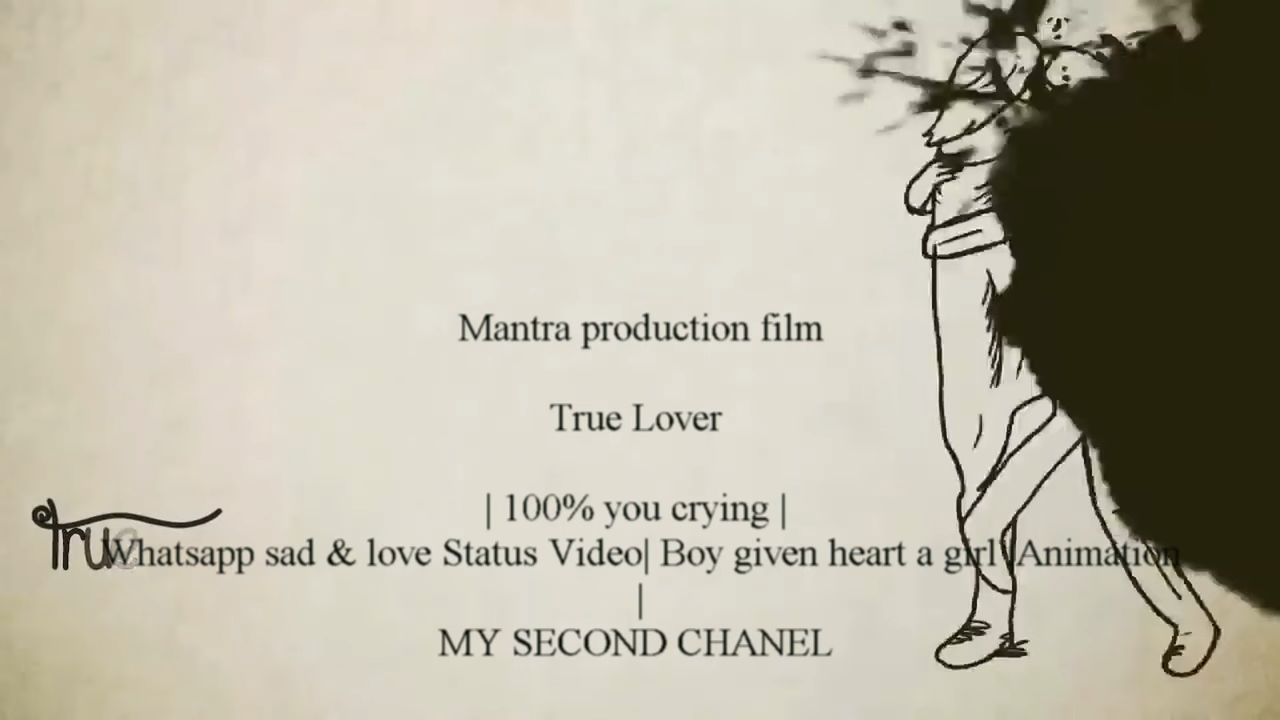 Mantra production film
True Lover
| 100% you crying |
True
Whatsapp sad & love Status Video| Boy given heart a girl |Animation
|
MY SECOND CHANEL